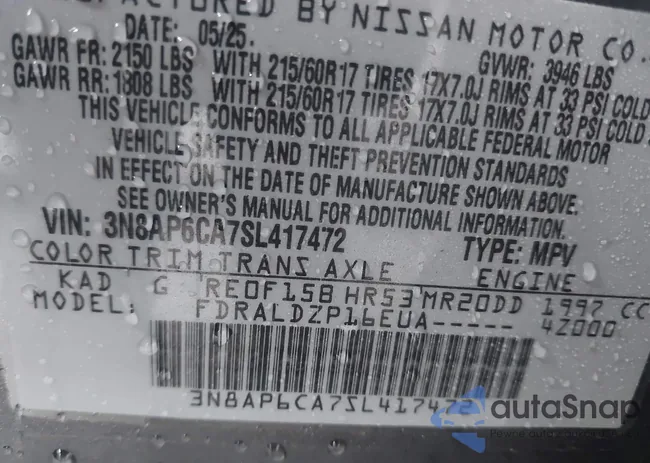 BY NISSAN MOTOR CO.
DATE: 05/25. GVWR: 3946 LBS
GAWR FR: 2150 LBS WITH 215/60R17 TIRES 17X7.0J RIMS AT 33 PSI COLD
GAWR RR: 1808 LBS WITH 215/60R17 TIRES 17X7.0J RIMS AT 33 PSI COLD
THIS VEHICLE CONFORMS TO ALL APPLICABLE FEDERAL MOTOR
VEHICLE SAFETY AND THEFT PREVENTION STANDARDS
IN EFFECT ON THE DATE OF MANUFACTURE SHOWN ABOVE.
SEE OWNER'S MANUAL FOR ADDITIONAL INFORMATION.
VIN: 3N8AP6CA7SL417472 TYPE: MPV
COLOR TRIM TRANS AXLE ENGINE
KAD G RE0F15B HR53 MR20DD 1997 CC
MODEL: FDRALDZP16EUA----- 4Z000
3N8AP6CA7SL417472
autoSnap